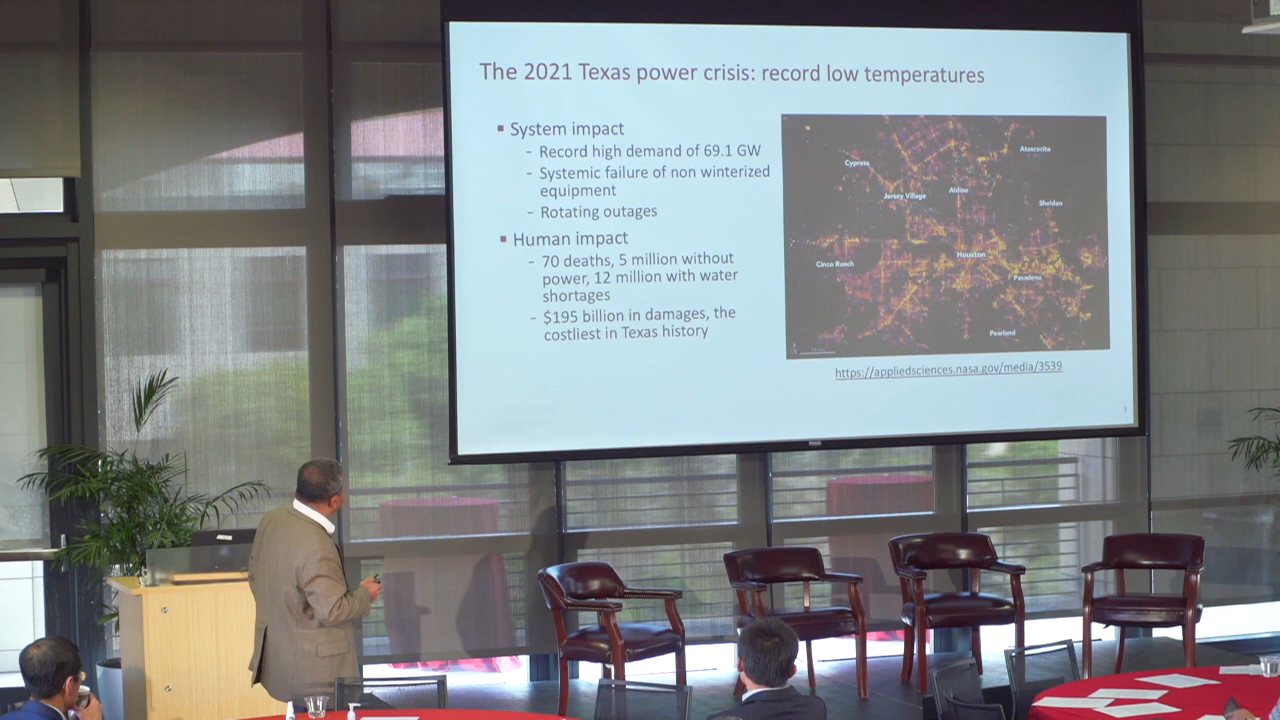 The 2021 Texas power crisis: record low temperatures
▪ System impact
- Record high demand of 69.1 GW
- Systemic failure of non winterized
equipment
- Rotating outages
▪ Human impact
- 70 deaths, 5 million without
power, 12 million with water
shortages
- $195 billion in damages, the
costliest in Texas history
Atascocita
Cypress
Aldine
Jersey Village
Sheldon
Houston
Cinco Ranch
Pasadena
Pearland
https://appliedsciences.nasa.gov/media/3539